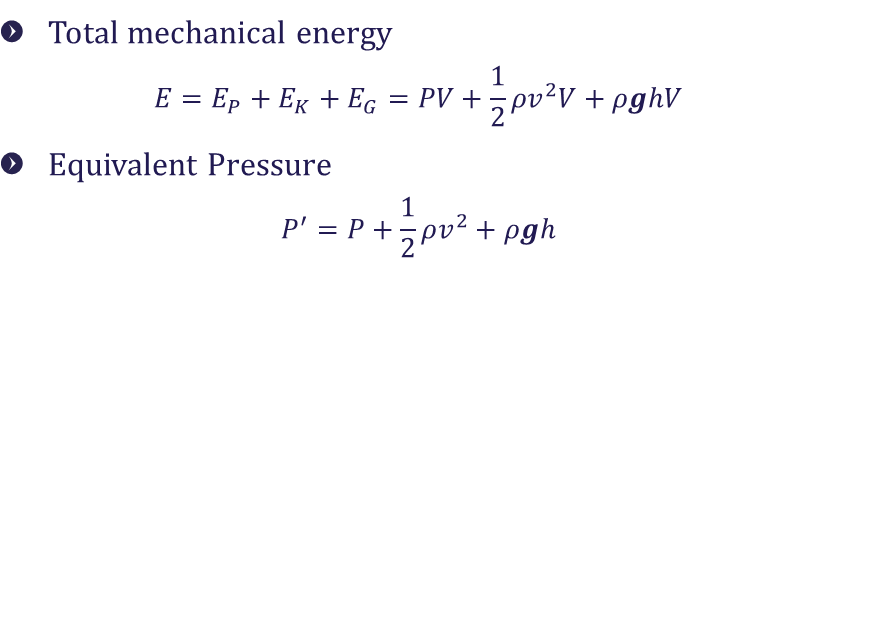 Total mechanical energy
E = E_P + E_K + E_G = PV + 1/2 ρv²V + ρghV
Equivalent Pressure
P′ = P + 1/2 ρv² + ρgh